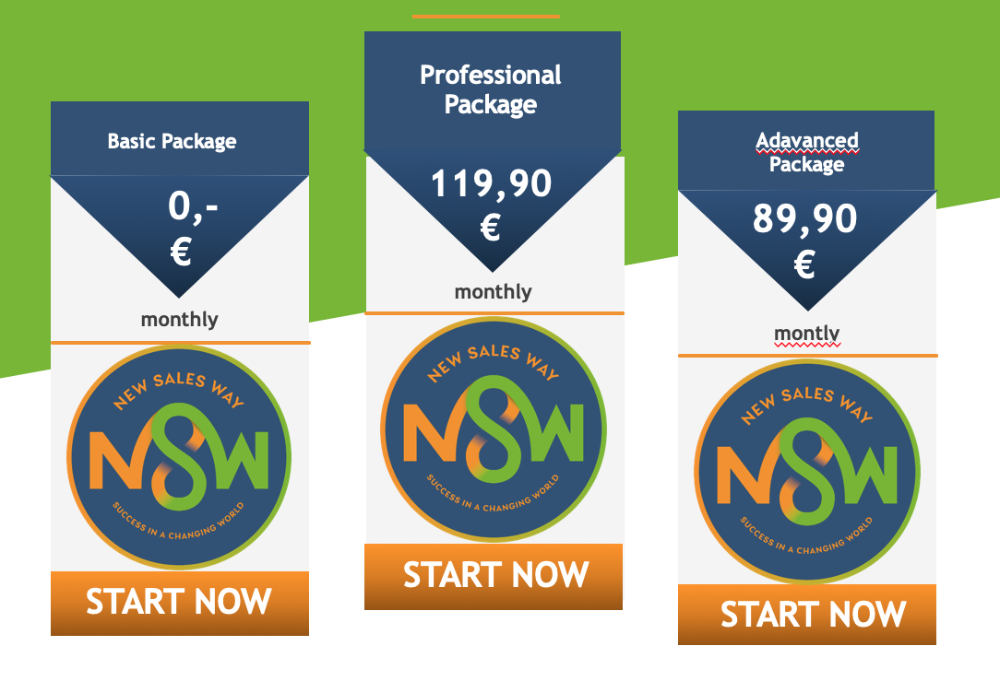 Basic Package
0,-
€
monthly
NEW SALES WAY
NSW
SUCCESS IN A CHANGING WORLD
START NOW
Professional
Package
119,90
€
monthly
NEW SALES WAY
NSW
SUCCESS IN A CHANGING WORLD
START NOW
Adavanced
Package
89,90
€
montlv
NEW SALES WAY
NSW
SUCCESS IN A CHANGING WORLD
START NOW